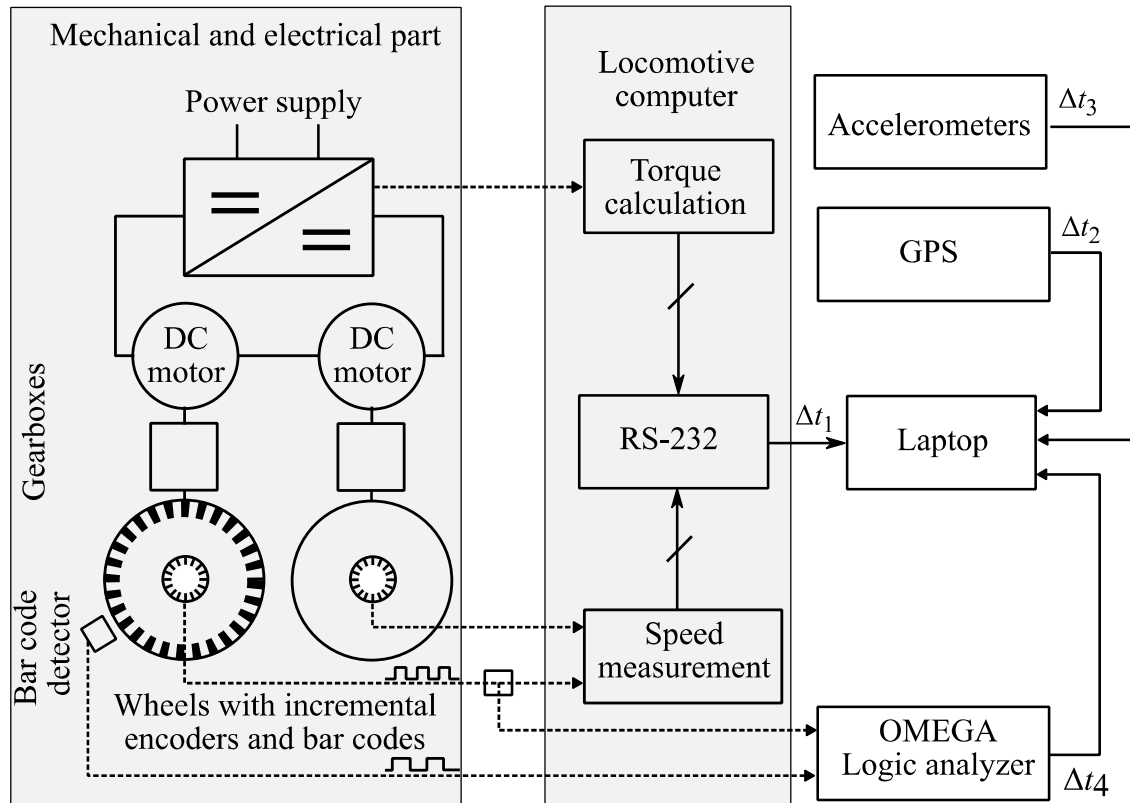 Mechanical and electrical part
Power supply
DC
motor
DC
motor
Gearboxes
Bar code
detector
Wheels with incremental
encoders and bar codes
Locomotive
computer
Torque
calculation
RS-232
Speed
measurement
Δt1
Accelerometers
Δt3
GPS
Δt2
Laptop
OMEGA
Logic analyzer
Δt4